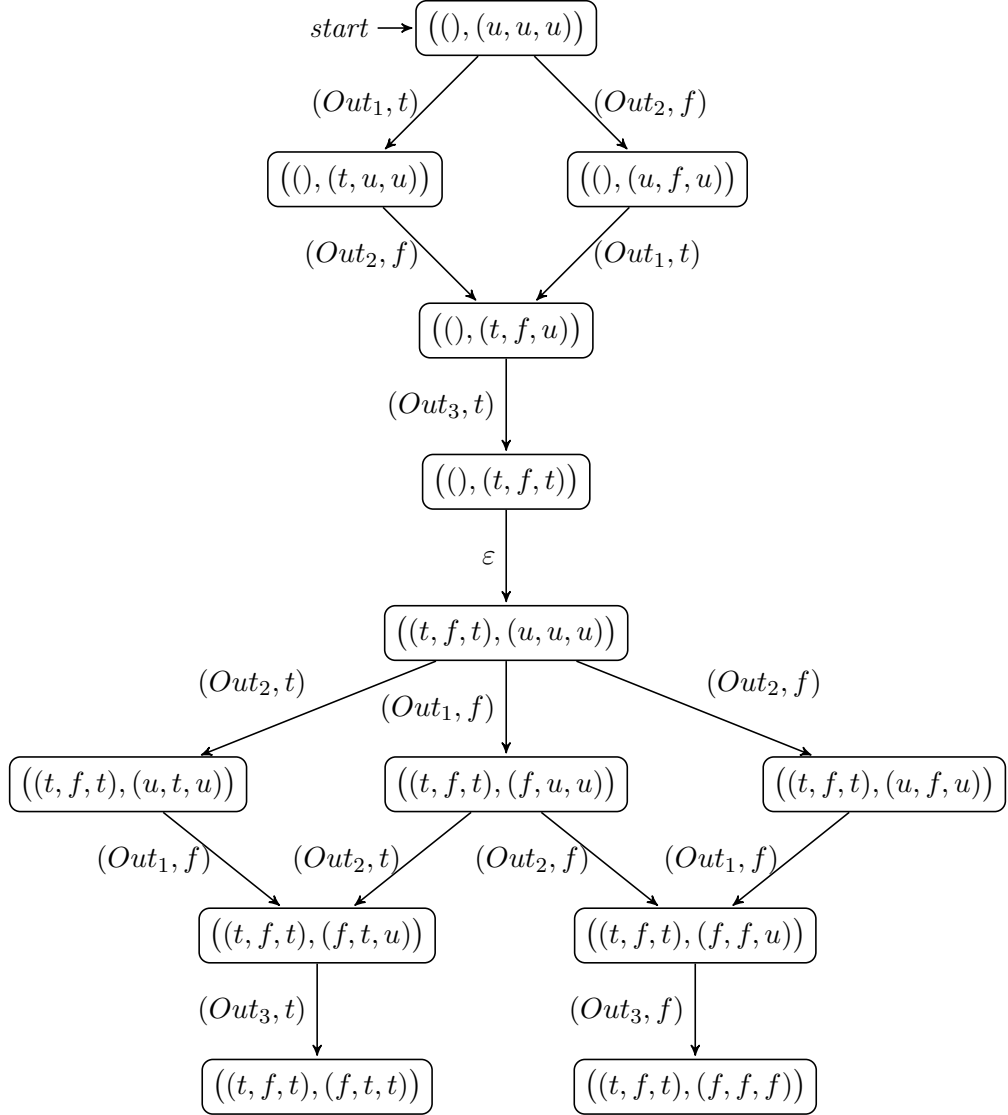 start ((), (u, u, u))
(Out₁, t) (Out₂, f)
((), (t, u, u)) ((), (u, f, u))
(Out₂, f) (Out₁, t)
((), (t, f, u))
(Out₃, t)
((), (t, f, t))
ε
((t, f, t), (u, u, u))
(Out₂, t) (Out₁, f) (Out₂, f)
((t, f, t), (u, t, u)) ((t, f, t), (f, u, u)) ((t, f, t), (u, f, u))
(Out₁, f) (Out₂, t) (Out₂, f) (Out₁, f)
((t, f, t), (f, t, u)) ((t, f, t), (f, f, u))
(Out₃, t) (Out₃, f)
((t, f, t), (f, t, t)) ((t, f, t), (f, f, f))